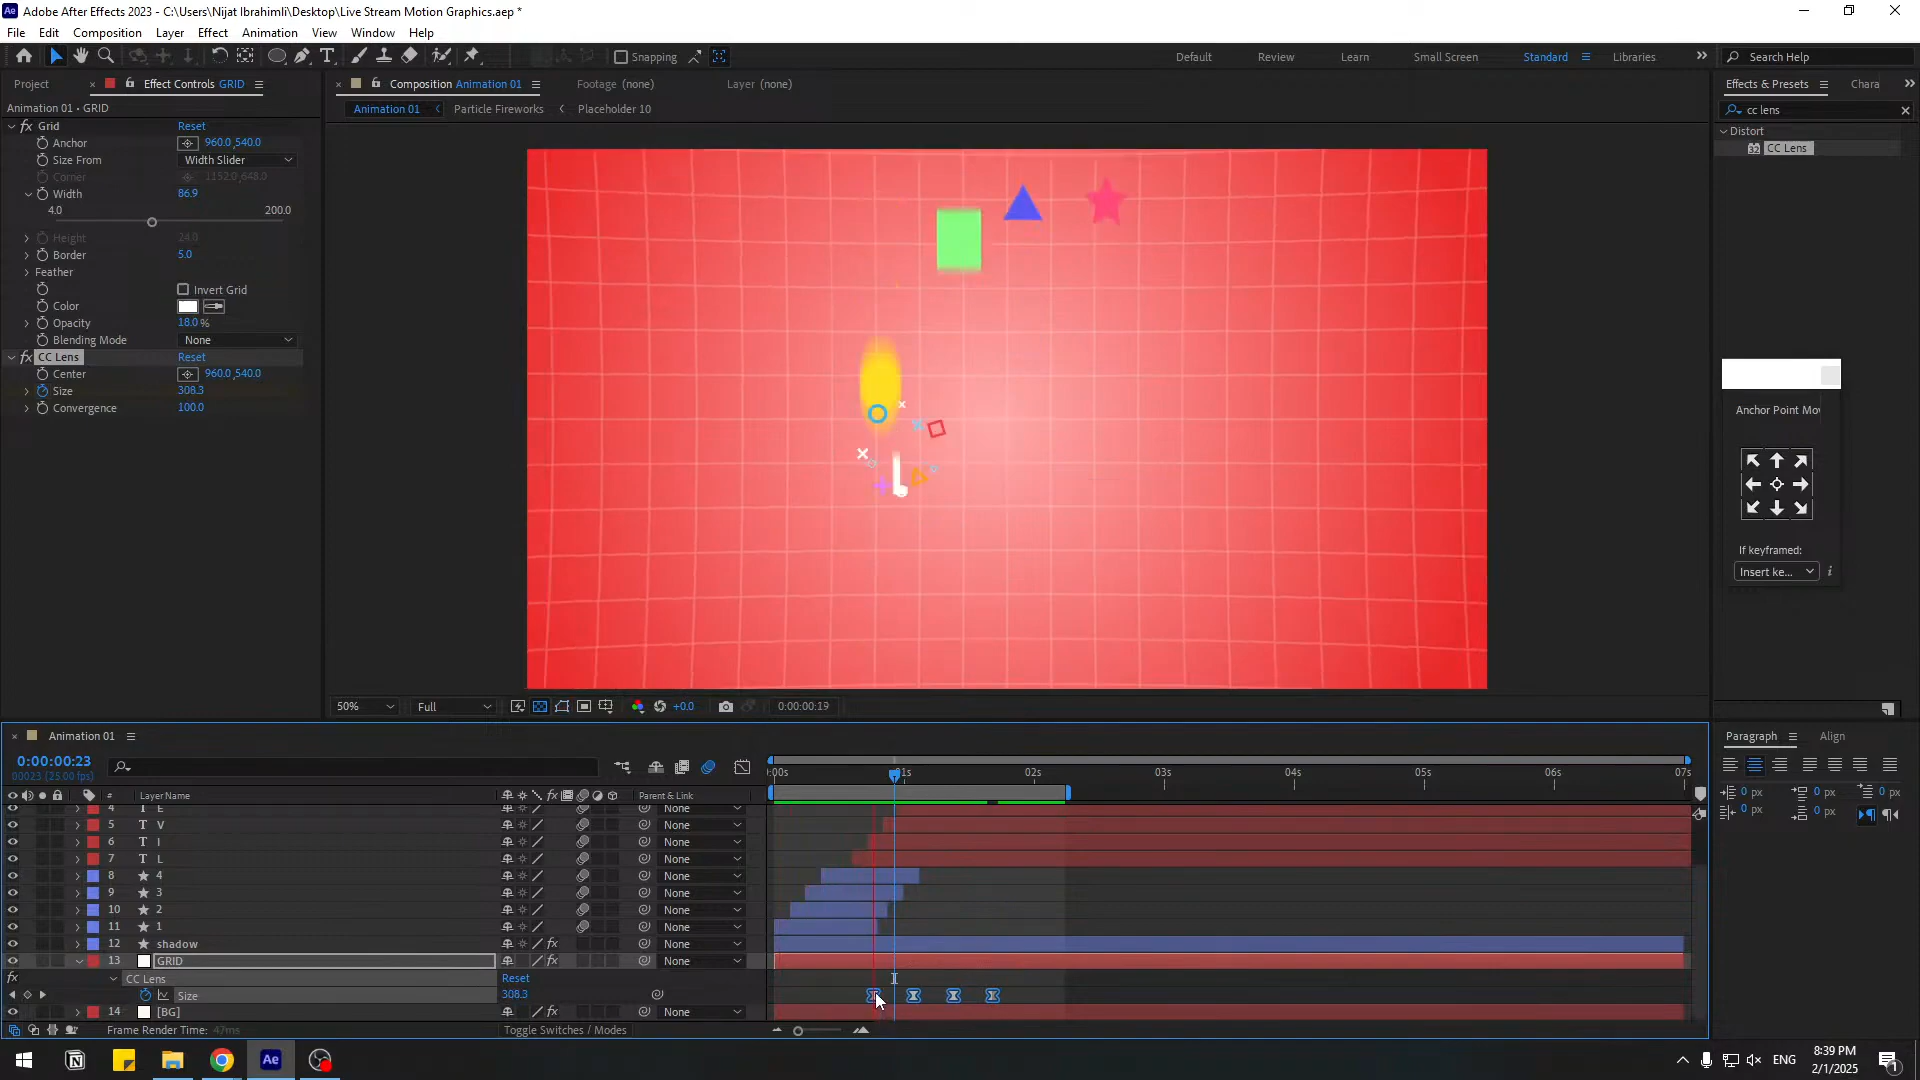 Adobe After Effects 2023 - C:\Users\Nijat Ibrahimli\Desktop\Live Stream Motion Graphics.aep *
File Edit Composition Layer Effect Animation View Window Help
Snapping
Default Review Learn Small Screen Standard Libraries
Search Help
Project
Effect Controls GRID
Composition Animation 01
Footage (none)
Layer (none)
Effects & Presets
Chara
Animation 01 • GRID
Animation 01 Particle Fireworks Placeholder 10
cc lens
Distort
CC Lens
fx Grid Reset
Anchor 960.0,540.0
Size From Width Slider
Corner 1152.0,648.0
Width 86.9
4.0 200.0
Height 24.0
Border 5.0
Feather
Invert Grid
Color
Opacity 18.0 %
Blending Mode None
fx CC Lens Reset
Center 960.0,540.0
Size 308.3
Convergence 100.0
Anchor Point Mov
If keyframed:
Insert ke...
50% Full +0.0 0:00:00:19
Animation 01
0:00:00:23
00023 (25.00 fps)
:00s 01s 02s 03s 04s 05s 06s 07s
# Layer Name fx Parent & Link
4 T E None
5 T V None
6 T I None
7 T L None
8 4 None
9 3 None
10 2 None
11 1 None
12 shadow fx None
13 GRID fx None
fx CC Lens Reset
Size 308.3
14 [BG] fx None
Frame Render Time: 47ms
Toggle Switches / Modes
Paragraph Align
0 px 0 px 0 px
0 px 0 px
ENG
8:39 PM
2/1/2025